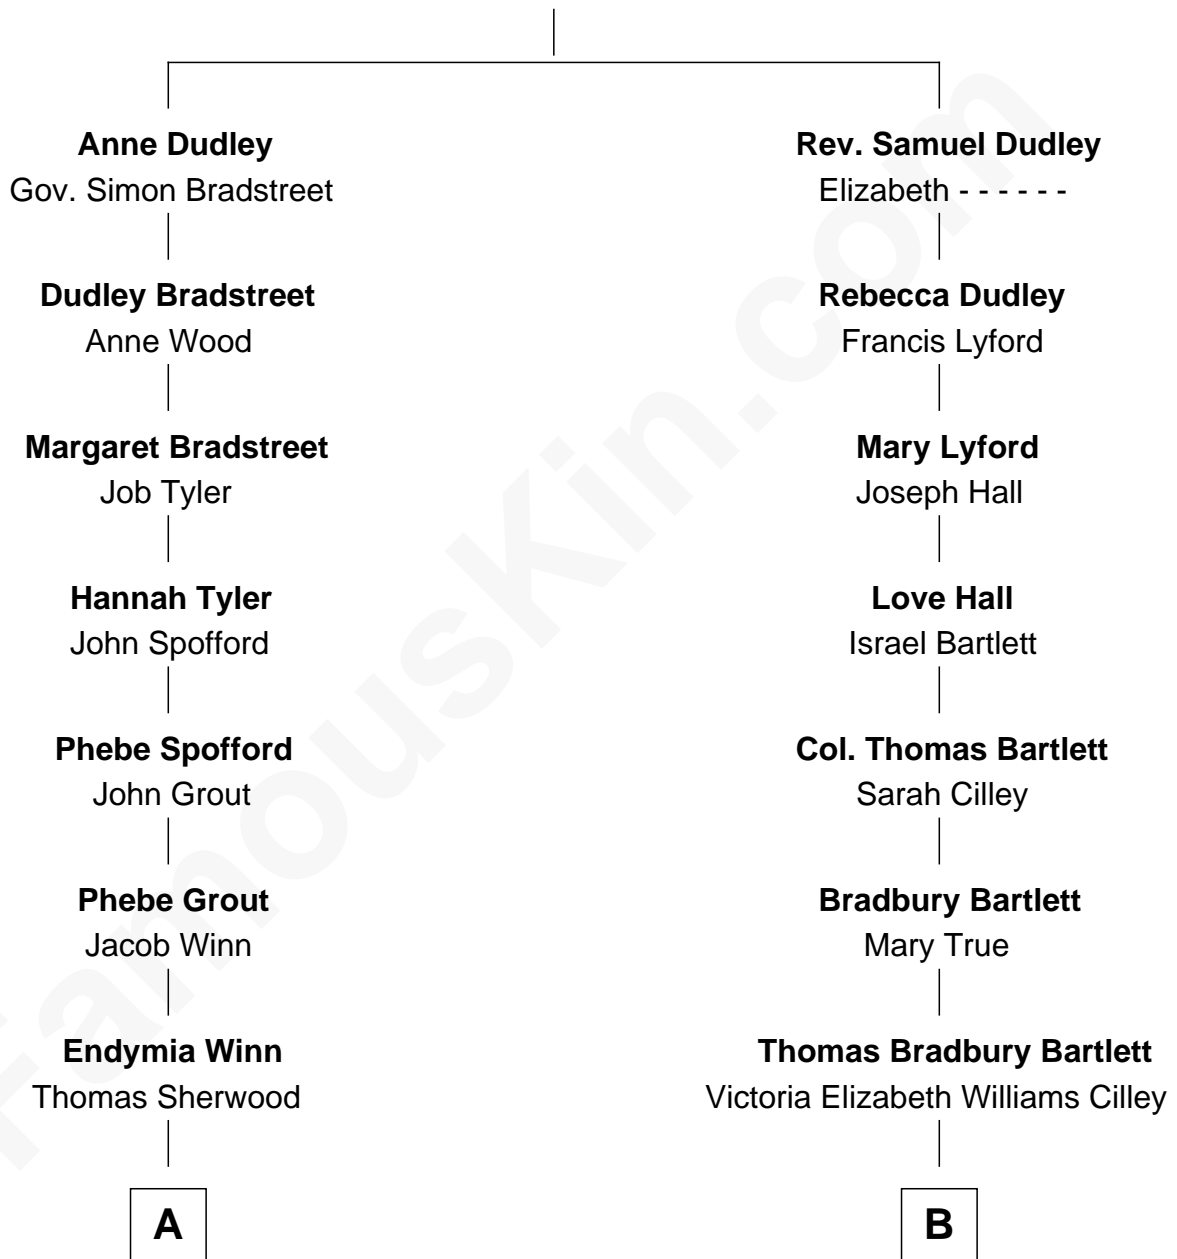 Anne Dudley
Gov. Simon Bradstreet
Dudley Bradstreet
Anne Wood
Margaret Bradstreet
Job Tyler
Hannah Tyler
John Spofford
Phebe Spofford
John Grout
Phebe Grout
Jacob Winn
Endymia Winn
Thomas Sherwood
A
Rev. Samuel Dudley
Elizabeth - - - - - -
Rebecca Dudley
Francis Lyford
Mary Lyford
Joseph Hall
Love Hall
Israel Bartlett
Col. Thomas Bartlett
Sarah Cilley
Bradbury Bartlett
Mary True
Thomas Bradbury Bartlett
Victoria Elizabeth Williams Cilley
B
FamousKin.com